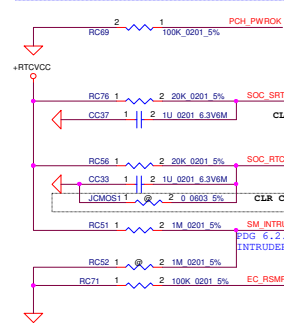 2 1 PCH_PWROK
RC69 100K_0201_5%
+RTCVCC
RC76 1 2 20K_0201_5% SOC_SRT
CC37 1 2 1U_0201_6.3V6M
RC56 1 2 20K_0201_5% SOC_RTC
CC33 1 2 1U_0201_6.3V6M
JCMOS1 1 @ 2 0_0603_5% CLR C
RC51 1 2 1M_0201_5% SM_INTRU
PDG 6.2.
INTRUDER
RC52 1 @ 2 1M_0201_5%
RC71 1 2 100K_0201_5% EC_RSMR